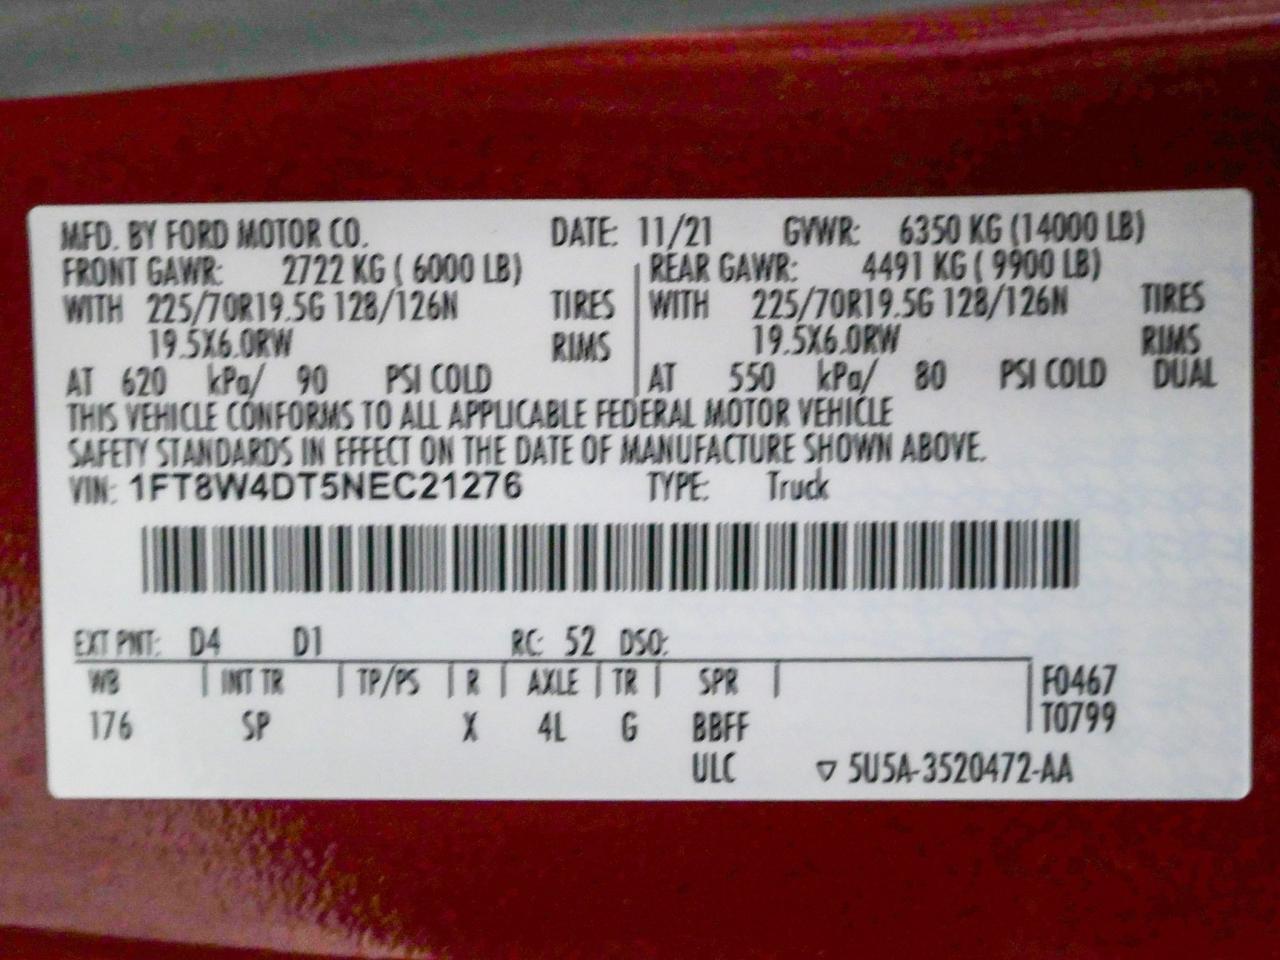 MFD. BY FORD MOTOR CO. DATE: 11/21 GVWR: 6350 KG (14000 LB)
FRONT GAWR: 2722 KG ( 6000 LB) REAR GAWR: 4491 KG ( 9900 LB)
WITH 225/70R19.5G 128/126N TIRES WITH 225/70R19.5G 128/126N TIRES
19.5X6.0RW RIMS 19.5X6.0RW RIMS
AT 620 kPa/ 90 PSI COLD AT 550 kPa/ 80 PSI COLD DUAL
THIS VEHICLE CONFORMS TO ALL APPLICABLE FEDERAL MOTOR VEHICLE
SAFETY STANDARDS IN EFFECT ON THE DATE OF MANUFACTURE SHOWN ABOVE.
VIN: 1FT8W4DT5NEC21276 TYPE: Truck
EXT PNT: D4 D1 RC: 52 DSO:
WB INT TR TP/PS R AXLE TR SPR F0467
176 SP X 4L G BBFF T0799
ULC ▽ 5U5A-3520472-AA